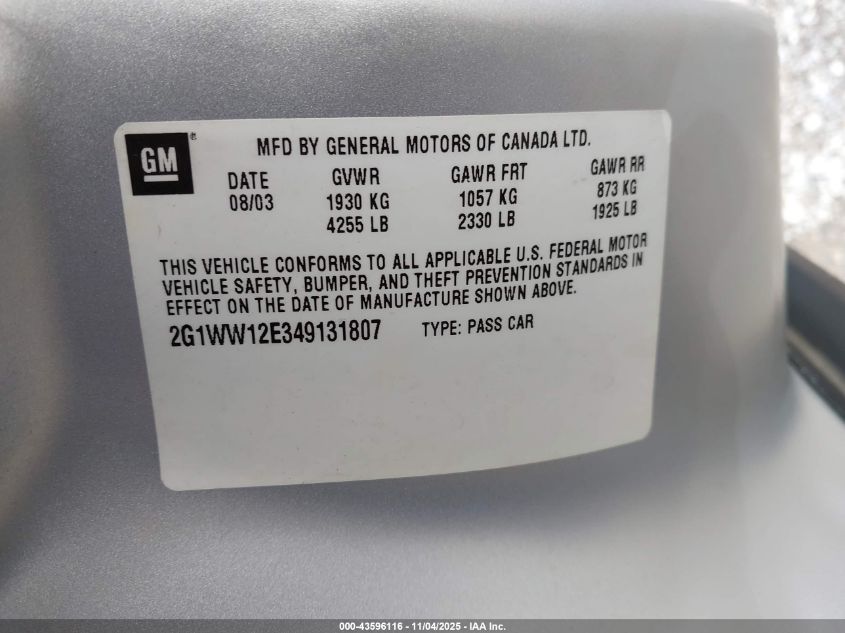 GM ®
MFD BY GENERAL MOTORS OF CANADA LTD.
DATE GVWR GAWR FRT GAWR RR
08/03 1930 KG 1057 KG 873 KG
4255 LB 2330 LB 1925 LB
THIS VEHICLE CONFORMS TO ALL APPLICABLE U.S. FEDERAL MOTOR
VEHICLE SAFETY, BUMPER, AND THEFT PREVENTION STANDARDS IN
EFFECT ON THE DATE OF MANUFACTURE SHOWN ABOVE.
2G1WW12E349131807 TYPE: PASS CAR
000-43596116 - 11/04/2025 - IAA Inc.